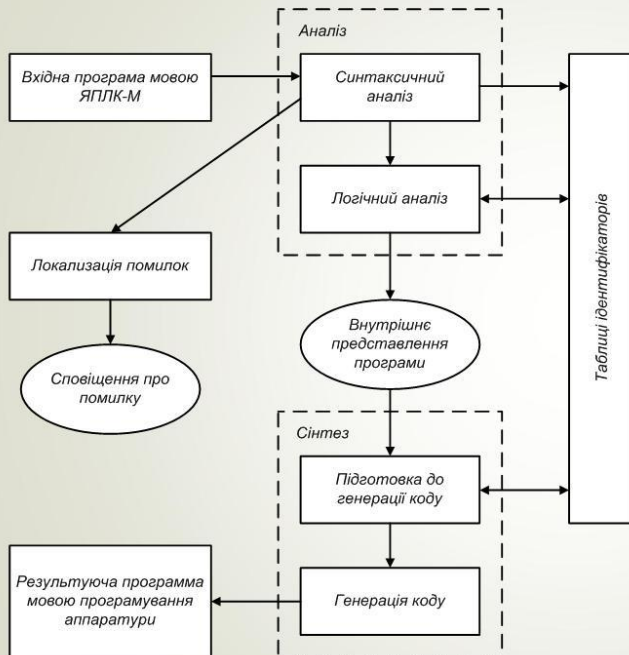 Аналіз
Вхідна програма мовою
ЯПЛК-М
Синтаксичний
аналіз
Логічний аналіз
Локализація помилок
Внутрішнє
представлення
програми
Сповіщення про
помилку
Таблиці ідентифікаторів
Сінтез
Підготовка до
генерації коду
Результуюча программа
мовою програмування
аппаратури
Генерація коду